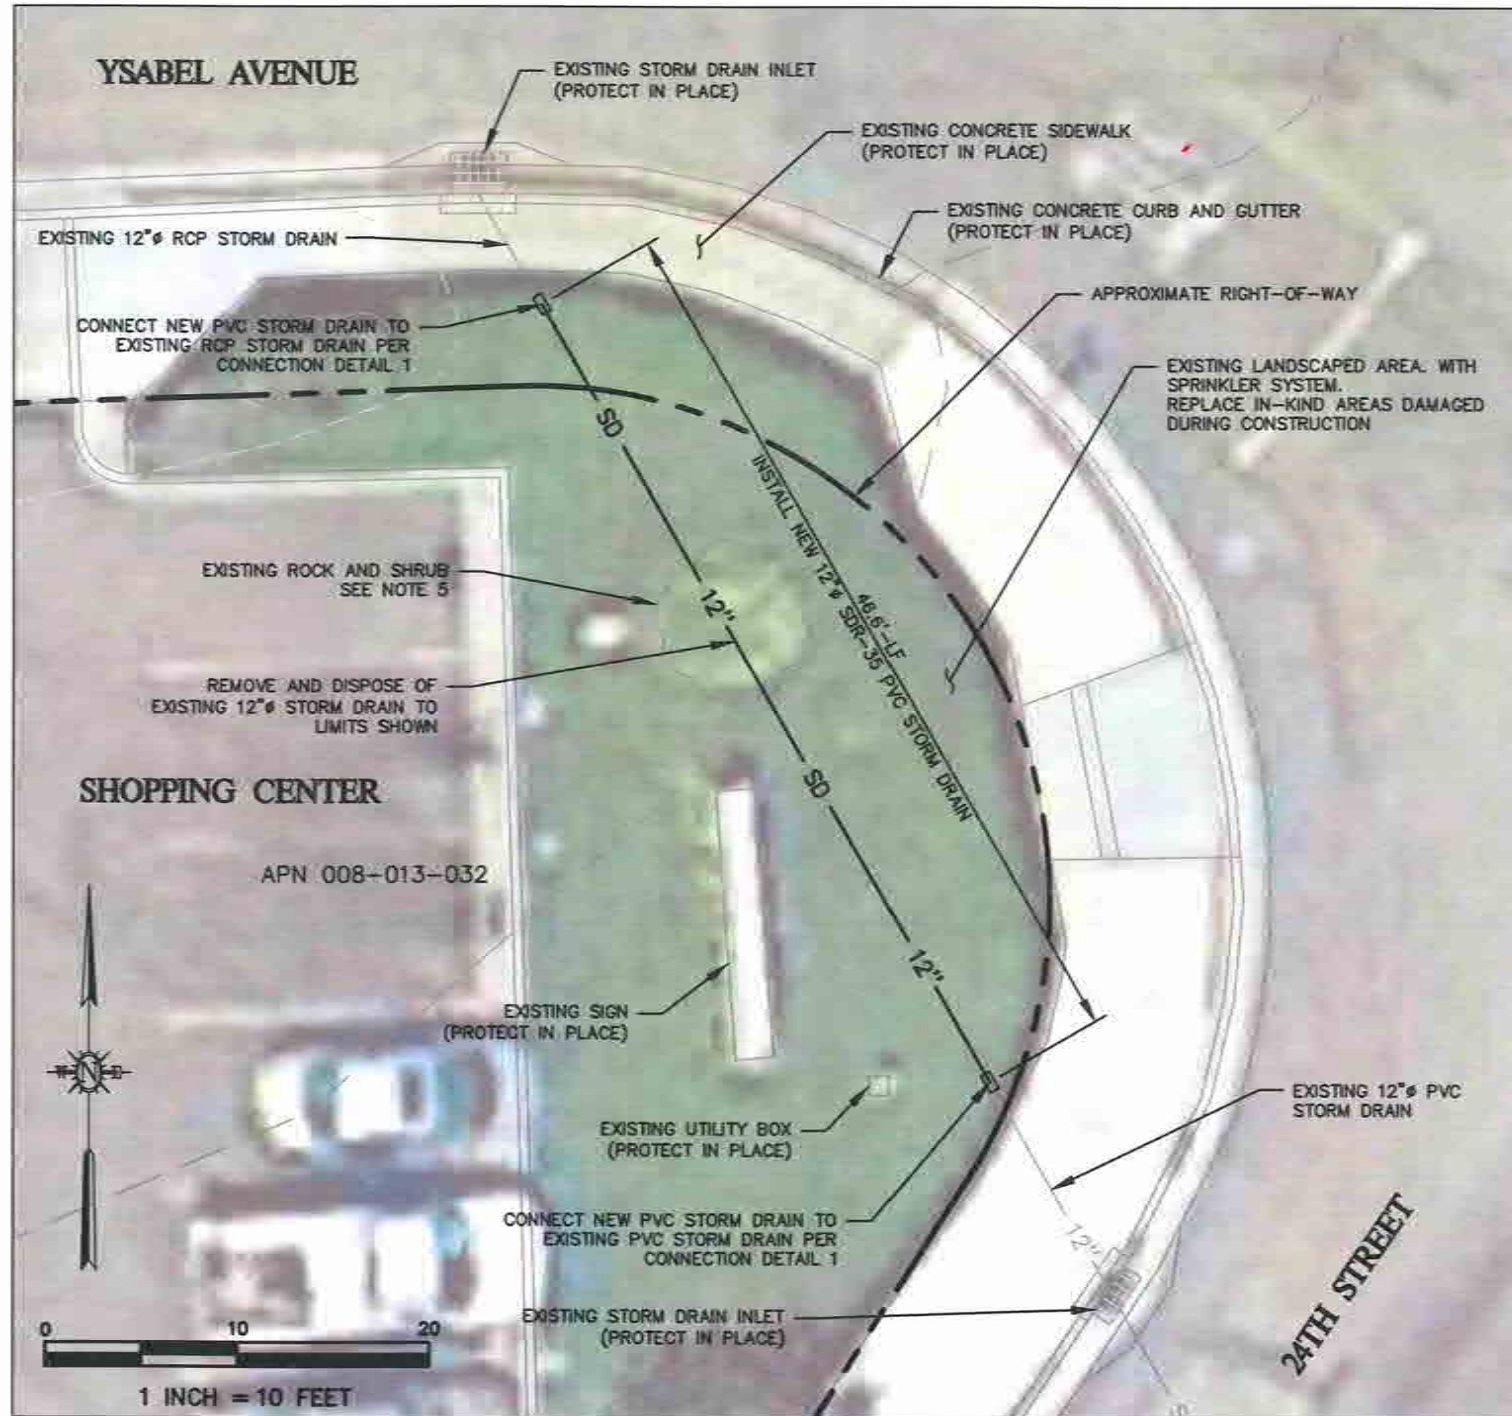 YSABEL AVENUE
EXISTING STORM DRAIN INLET
(PROTECT IN PLACE)
EXISTING CONCRETE SIDEWALK
(PROTECT IN PLACE)
EXISTING CONCRETE CURB AND GUTTER
(PROTECT IN PLACE)
EXISTING 12"ø RCP STORM DRAIN
APPROXIMATE RIGHT-OF-WAY
CONNECT NEW PVC STORM DRAIN TO
EXISTING RCP STORM DRAIN PER
CONNECTION DETAIL 1
EXISTING LANDSCAPED AREA. WITH
SPRINKLER SYSTEM.
REPLACE IN-KIND AREAS DAMAGED
DURING CONSTRUCTION
SD
46.6'-LF
INSTALL NEW 12"ø SDR-35 PVC STORM DRAIN
EXISTING ROCK AND SHRUB
SEE NOTE 5
12"
REMOVE AND DISPOSE OF
EXISTING 12"ø STORM DRAIN TO
LIMITS SHOWN
SD
SHOPPING CENTER
APN 008-013-032
12"
EXISTING SIGN
(PROTECT IN PLACE)
W N E
EXISTING UTILITY BOX
(PROTECT IN PLACE)
EXISTING 12"ø PVC
STORM DRAIN
CONNECT NEW PVC STORM DRAIN TO
EXISTING PVC STORM DRAIN PER
CONNECTION DETAIL 1
12"
EXISTING STORM DRAIN INLET
(PROTECT IN PLACE)
24TH STREET
0 10 20
1 INCH = 10 FEET